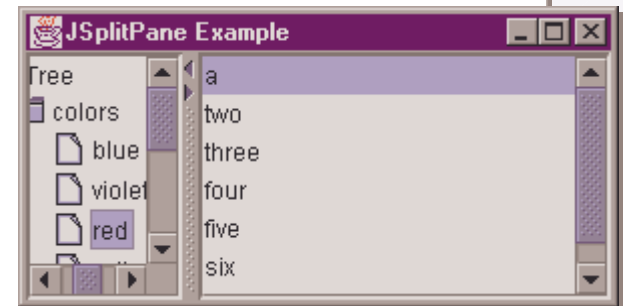 JSplitPane Example
Tree
colors
blue
violet
red
a
two
three
four
five
six